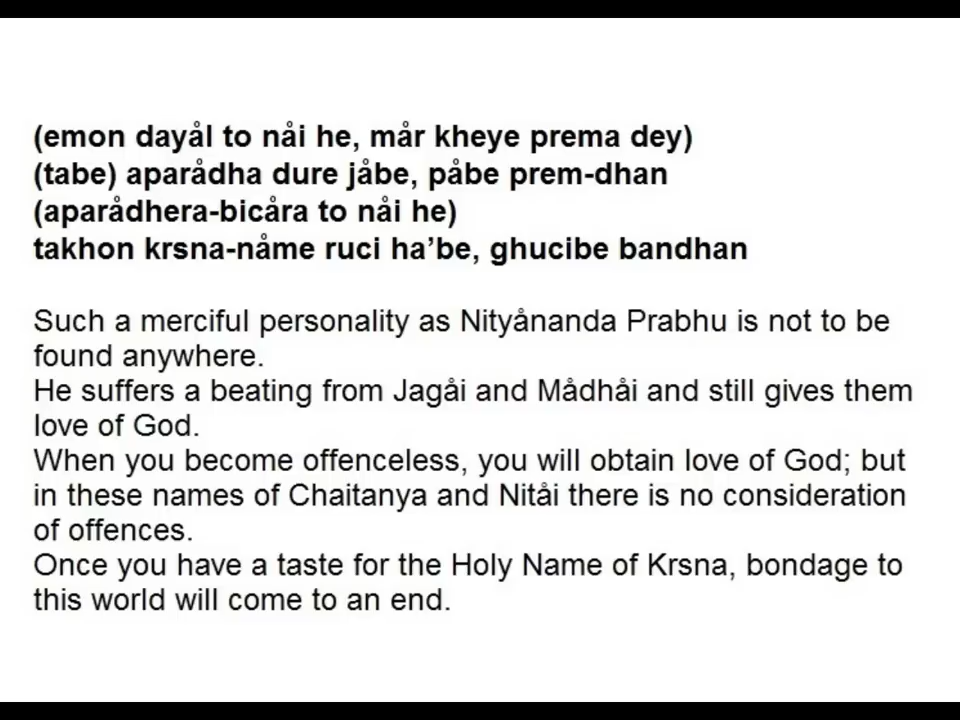 (emon dayål to nåi he, mår kheye prema dey)
(tabe) aparådha dure jåbe, påbe prem-dhan
(aparådhera-bicåra to nåi he)
takhon krsna-nåme ruci ha’be, ghucibe bandhan
Such a merciful personality as Nityånanda Prabhu is not to be
found anywhere.
He suffers a beating from Jagåi and Mådhåi and still gives them
love of God.
When you become offenceless, you will obtain love of God; but
in these names of Chaitanya and Nitåi there is no consideration
of offences.
Once you have a taste for the Holy Name of Krsna, bondage to
this world will come to an end.